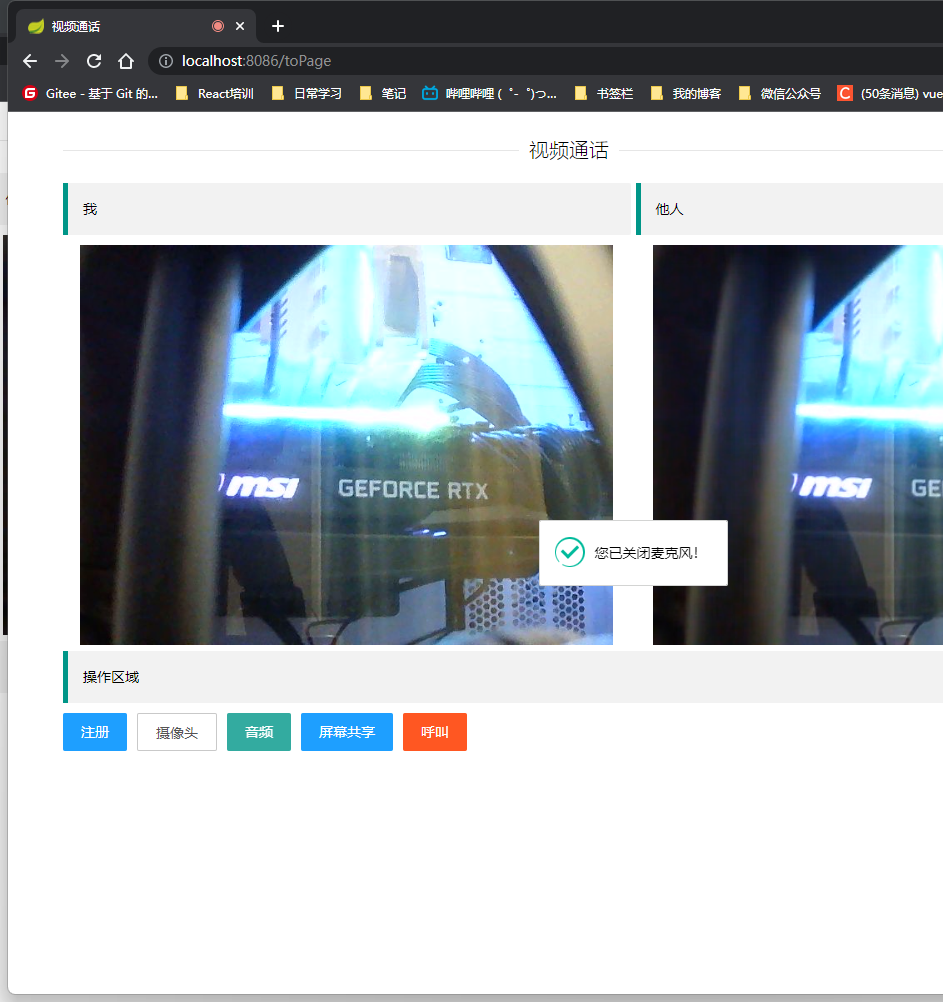 视频通话
localhost:8086/toPage
Gitee - 基于 Git 的... React培训 日常学习 笔记 哔哩哔哩 ( ゜- ゜)つ... 书签栏 我的博客 微信公众号 (50条消息) vue
视频通话
我 他人
msi GEFORCE RTX msi GE
您已关闭麦克风!
操作区域
注册 摄像头 音频 屏幕共享 呼叫